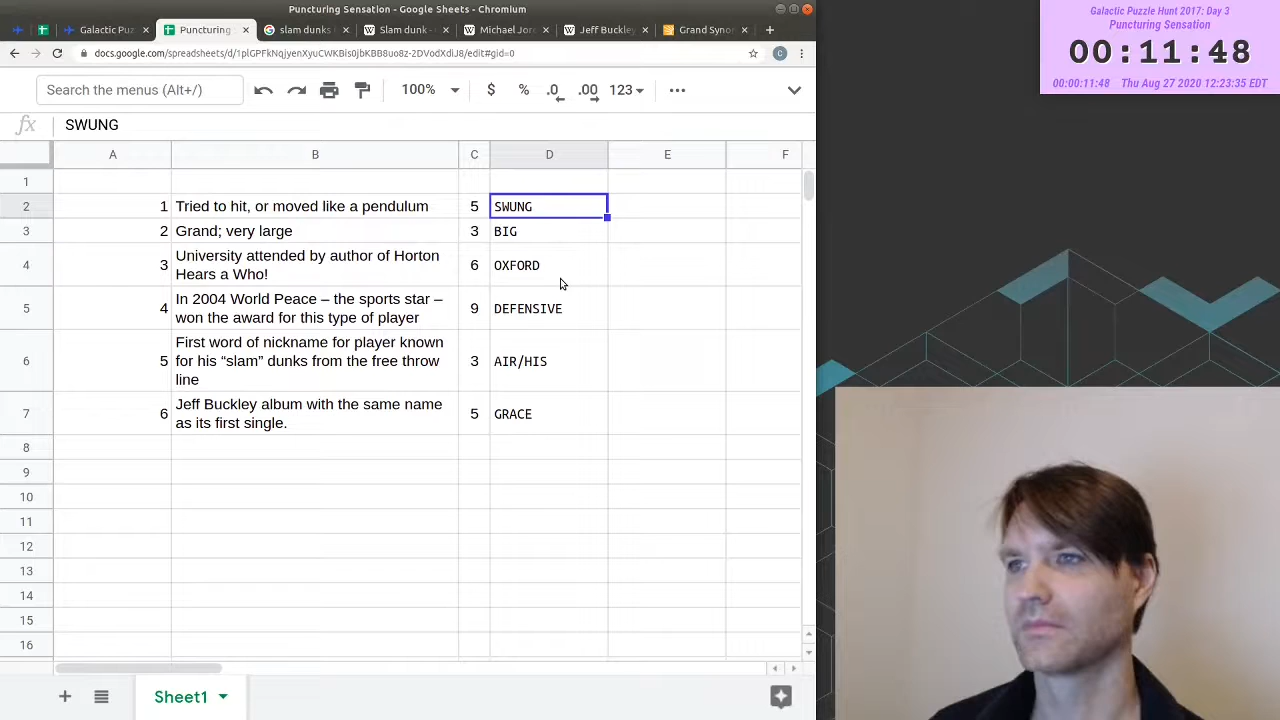 Puncturing Sensation - Google Sheets - Chromium
Galactic Puz
Puncturing
slam dunks
Slam dunk
Michael Jor
Jeff Buckley
Grand Syno
docs.google.com/spreadsheets/d/1plGPFkNqjvenXyuCWKBis0jbKBB8uo8z-ZDVodXdiJ8/edit#gid=0
Search the menus (Alt+/)
100%
$ % .0 .00 123
fx SWUNG
A B C D E F
1
2 1 Tried to hit, or moved like a pendulum 5 SWUNG
3 2 Grand; very large 3 BIG
4 3 University attended by author of Horton
Hears a Who! 6 OXFORD
5 4 In 2004 World Peace – the sports star –
won the award for this type of player 9 DEFENSIVE
6 5 First word of nickname for player known
for his “slam” dunks from the free throw
line 3 AIR/HIS
7 6 Jeff Buckley album with the same name
as its first single. 5 GRACE
8
9
10
11
12
13
14
15
16
Sheet1
Galactic Puzzle Hunt 2017: Day 3
Puncturing Sensation
00:11:48
00:00:11:48 Thu Aug 27 2020 12:23:35 EDT